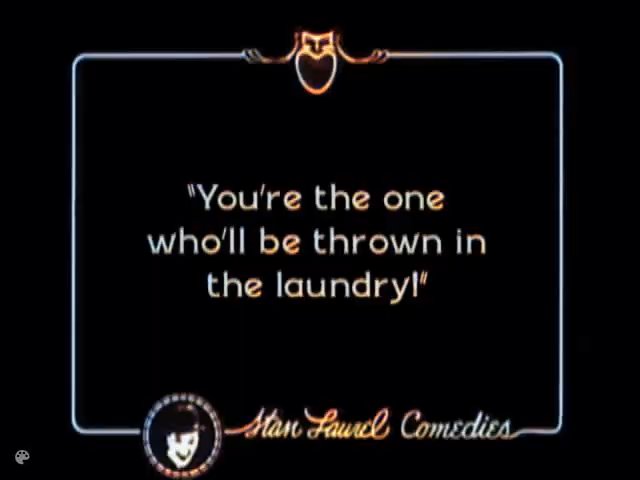 "You're the one
who'll be thrown in
the laundry!"
Stan Laurel Comedies